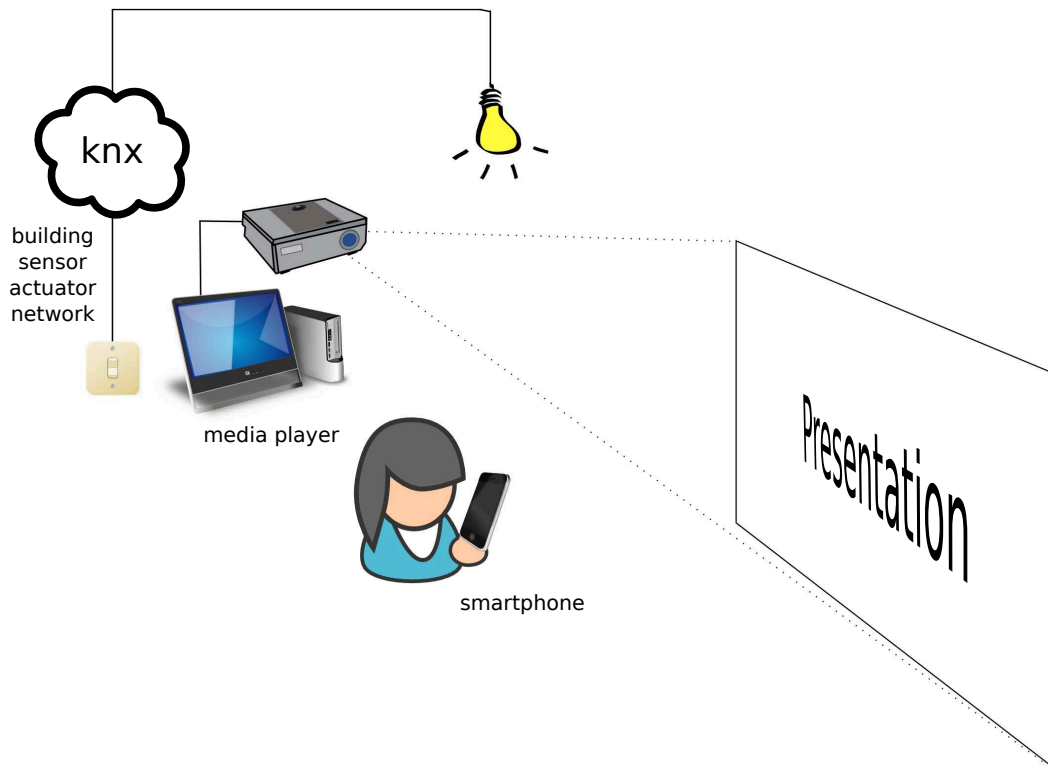 knx
building
sensor
actuator
network
media player
smartphone
Presentation